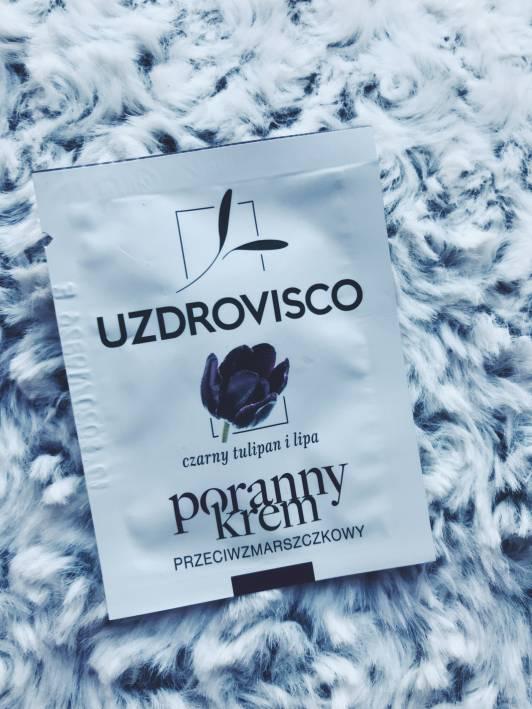 UZDROVISCO
czarny tulipan i lipa
poranny
krem
PRZECIWZMARSZCZKOWY